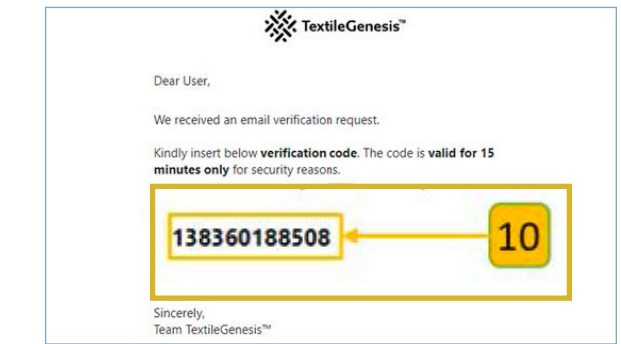 TextileGenesis™
Dear User,
We received an email verification request.
Kindly insert below verification code. The code is valid for 15
minutes only for security reasons.
138360188508
10
Sincerely,
Team TextileGenesis™